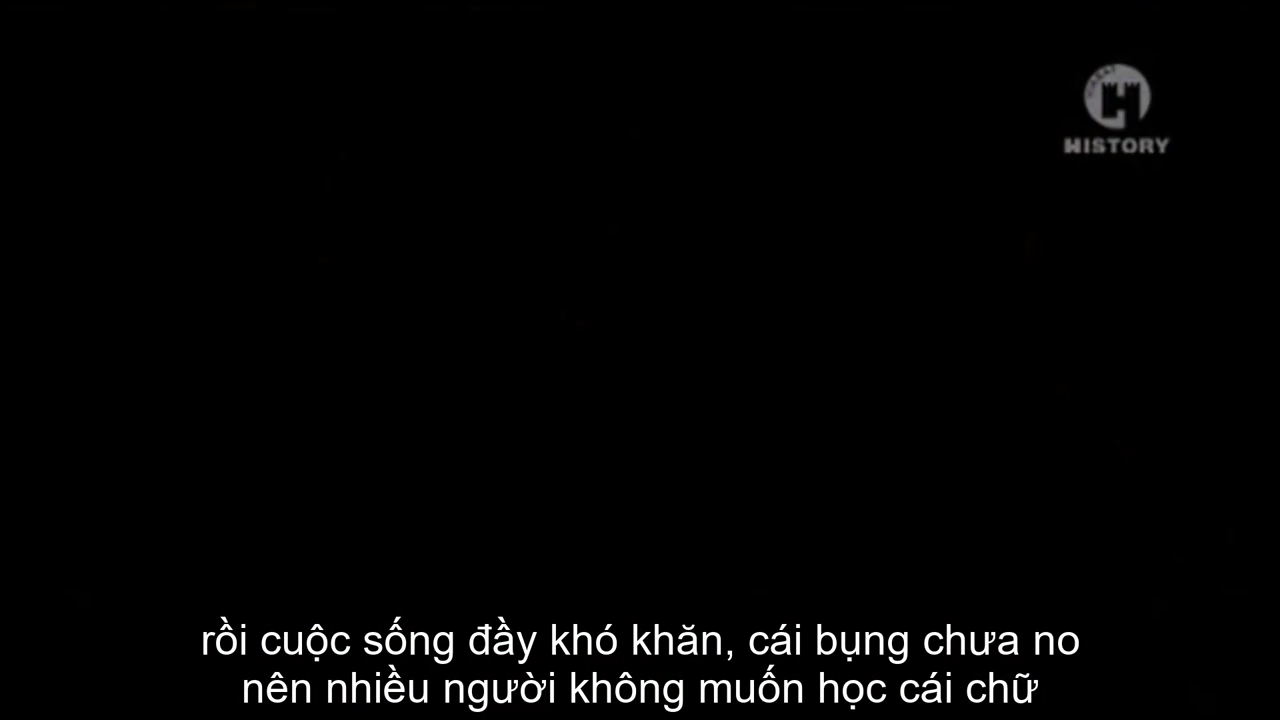 HISTORY
rồi cuộc sống đầy khó khăn, cái bụng chưa no
nên nhiều người không muốn học cái chữ